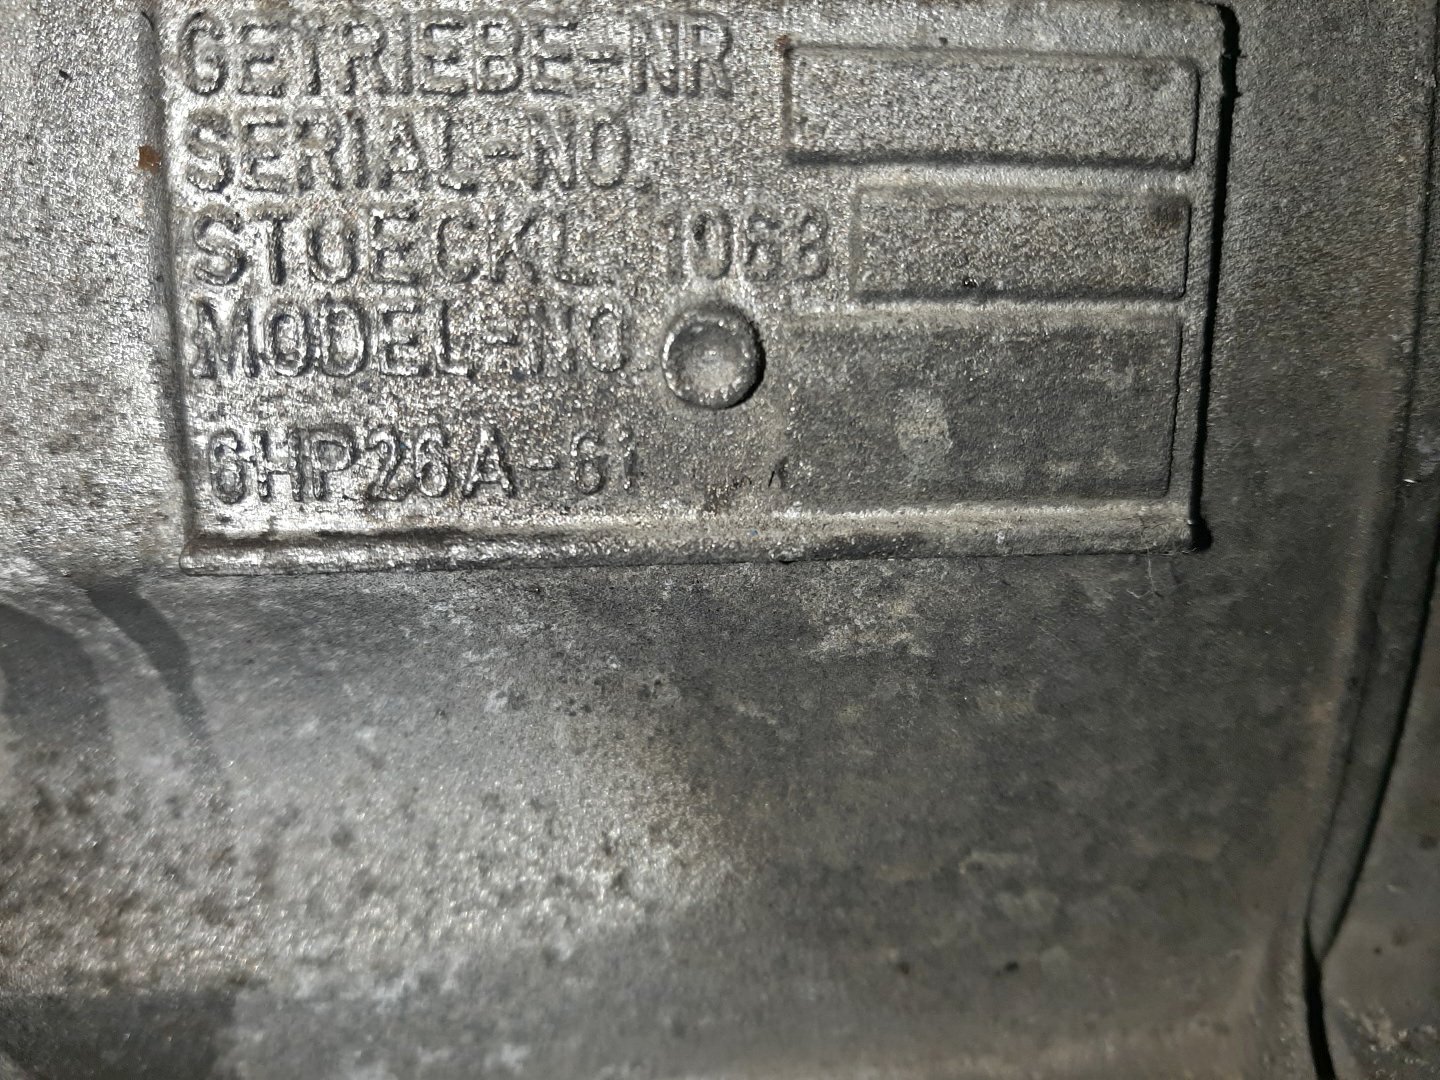 GETRIEBE-NR
SERIAL-NO.
STOECKL. 1068
MODEL-NO.
6HP26A-61